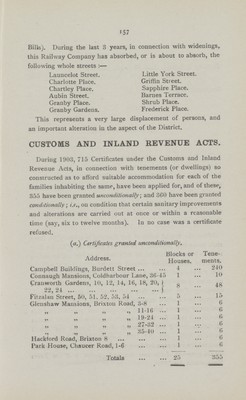 157
Bills). During the last 3 years, in connection with widenings,
this Railway Company has absorbed, or is about to absorb, the
following whole streets :—
Launcelot Street. Little York Street.
Charlotte Place. Griffin Street.
Chartley Place. Sapphire Place.
Aubin Street. Barnes Terrace.
Granby Place. Shrub Place.
Granby Gardens. Frederick Place.
This represents a very large displacement of persons, and
an important alteration in the aspect of the District.
CUSTOMS AND INLAND REVENUE ACTS.
During 1903, 715 Certificates under the Customs and Inland
Revenue Acts, in connection with tenements (or dwellings) so
constructed as to afford suitable accommodation for each of the
families inhabiting the same, have been applied for, and of these,
355 have been granted unconditionally; and 360 have been granted
conditionally; i.e., on condition that certain sanitary improvements
and alterations are carried out at once or within a reasonable
time (say, six to twelve months). In no case was a certificate
refused.
(a.) Certificates granted unconditionally.
Address. Blocks or Houses. Tenements.
Campbell Buildings, Burdett Street ... ... 4 ... 240
Connaugh Mansions, Coldharbour Lane, 36-45 1 ... 10
Cranworth Gardens, 10, 12, 14, 16, 18, 20, } 8 ... 48
22, 24 ... ... ... ... ... ...
Fitzalan Street, 50, 51, 52, 53, 54 ... ... 5 ... 15
Glenshaw Mansions, Brixton Road, 3-8 ... 1 ... 6
„ „ „ „ 11-16 ... 1 ... 6
„ „ „ „ 19-24 ... 1 ... 6
„ „ „ „ 27-32 ... 1 ... 6
„ „ „ „ 35-40 ... 1 ... 6
Hackford Road, Brixton 8 ... ... ... 1 ... 6
Park House, Chaucer Road, 1-6 ... ... 1 ... 6
Totals ... ... 25 355